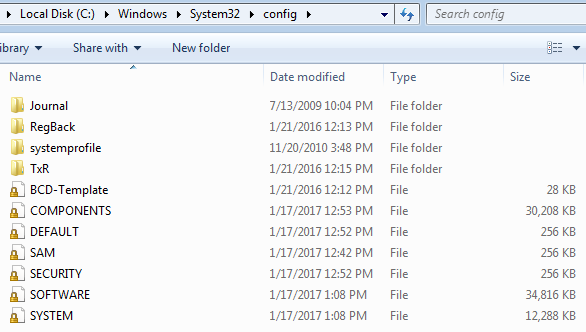 Local Disk (C:) Windows System32 config Search config
ibrary Share with New folder
Name Date modified Type Size
Journal 7/13/2009 10:04 PM File folder
RegBack 1/21/2016 12:13 PM File folder
systemprofile 11/20/2010 3:48 PM File folder
TxR 1/21/2016 12:15 PM File folder
BCD-Template 1/21/2016 12:12 PM File 28 KB
COMPONENTS 1/17/2017 12:53 PM File 30,208 KB
DEFAULT 1/17/2017 12:52 PM File 256 KB
SAM 1/17/2017 12:42 PM File 256 KB
SECURITY 1/17/2017 12:52 PM File 256 KB
SOFTWARE 1/17/2017 1:08 PM File 34,816 KB
SYSTEM 1/17/2017 1:08 PM File 12,288 KB